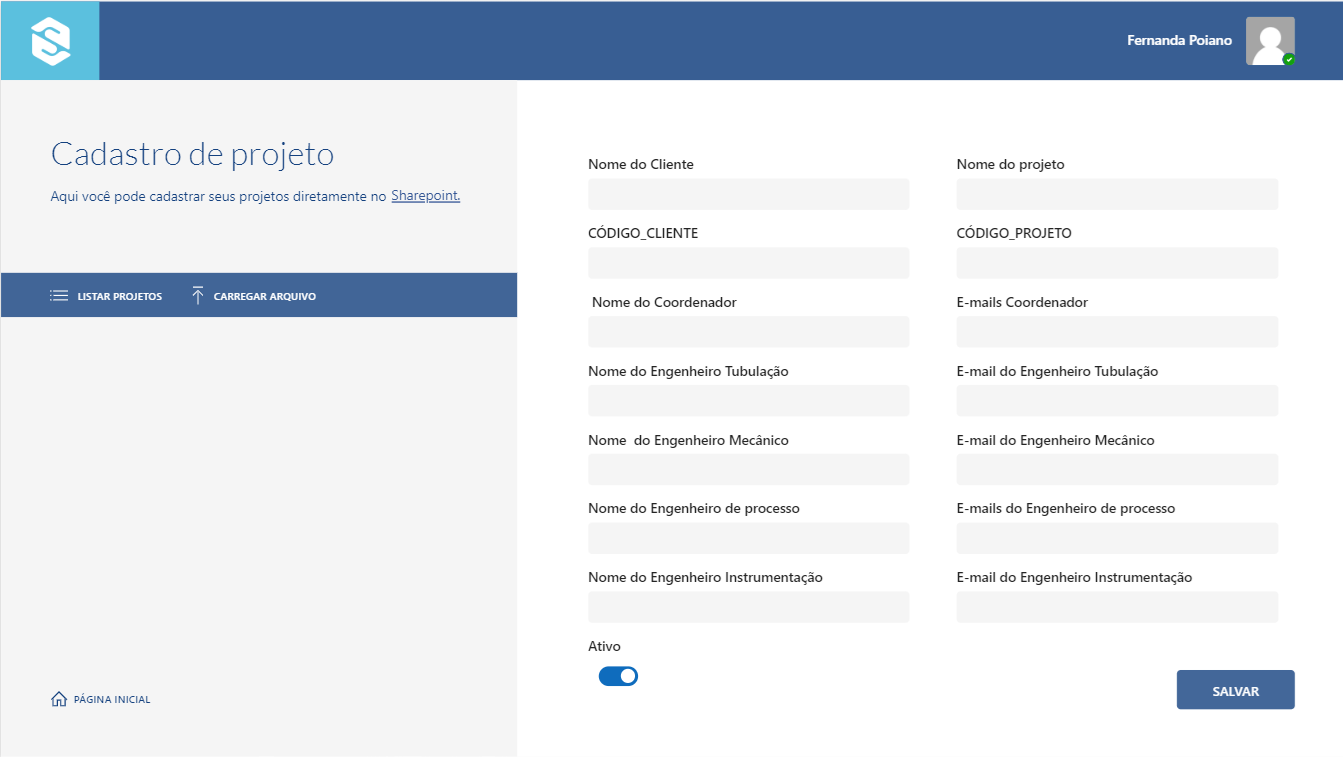 Fernanda Poiano
Cadastro de projeto
Aqui você pode cadastrar seus projetos diretamente no Sharepoint.
LISTAR PROJETOS
CARREGAR ARQUIVO
PÁGINA INICIAL
Nome do Cliente
Nome do projeto
CÓDIGO_CLIENTE
CÓDIGO_PROJETO
Nome do Coordenador
E-mails Coordenador
Nome do Engenheiro Tubulação
E-mail do Engenheiro Tubulação
Nome  do Engenheiro Mecânico
E-mail do Engenheiro Mecânico
Nome do Engenheiro de processo
E-mails do Engenheiro de processo
Nome do Engenheiro Instrumentação
E-mail do Engenheiro Instrumentação
Ativo
SALVAR